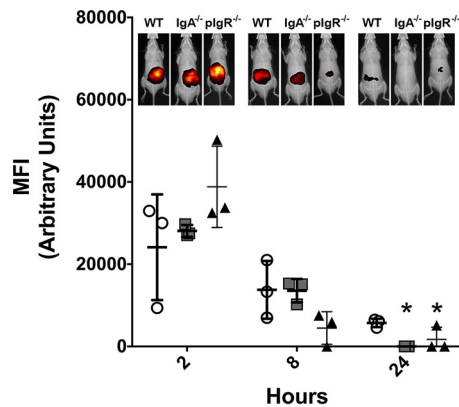 80000
60000
40000
20000
0
MFI
(Arbitrary Units)
WT IgA-/- pIgR-/- WT IgA-/- pIgR-/- WT IgA-/- pIgR-/-
* *
2 8 24
Hours